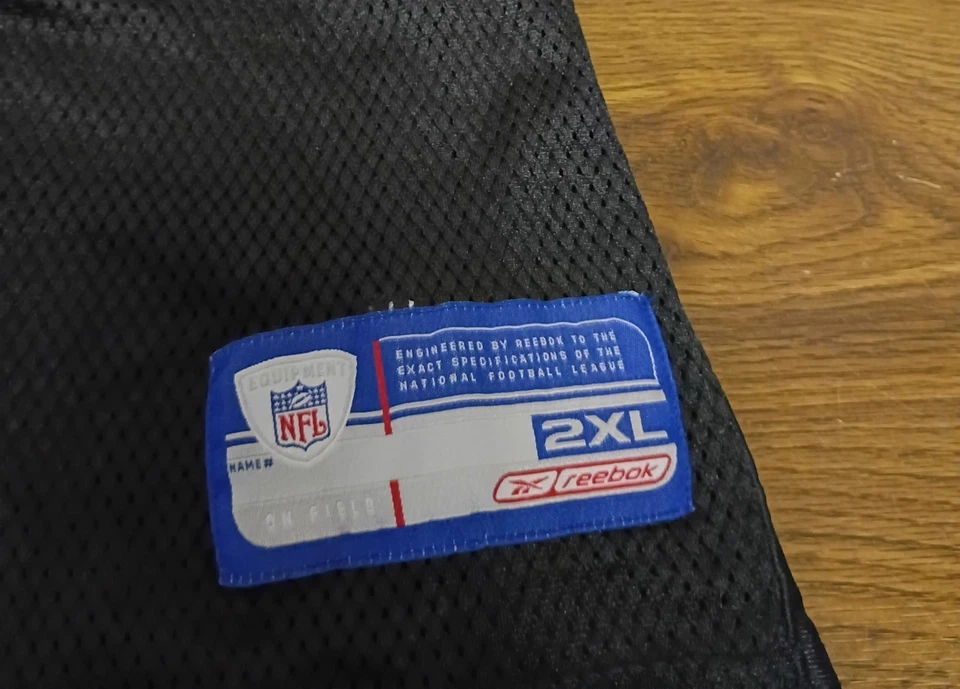 EQUIPMENT
NFL
ENGINEERED BY REEBOK TO THE
EXACT SPECIFICATIONS OF THE
NATIONAL FOOTBALL LEAGUE
2XL
NAME#
reebok
ON FIELD